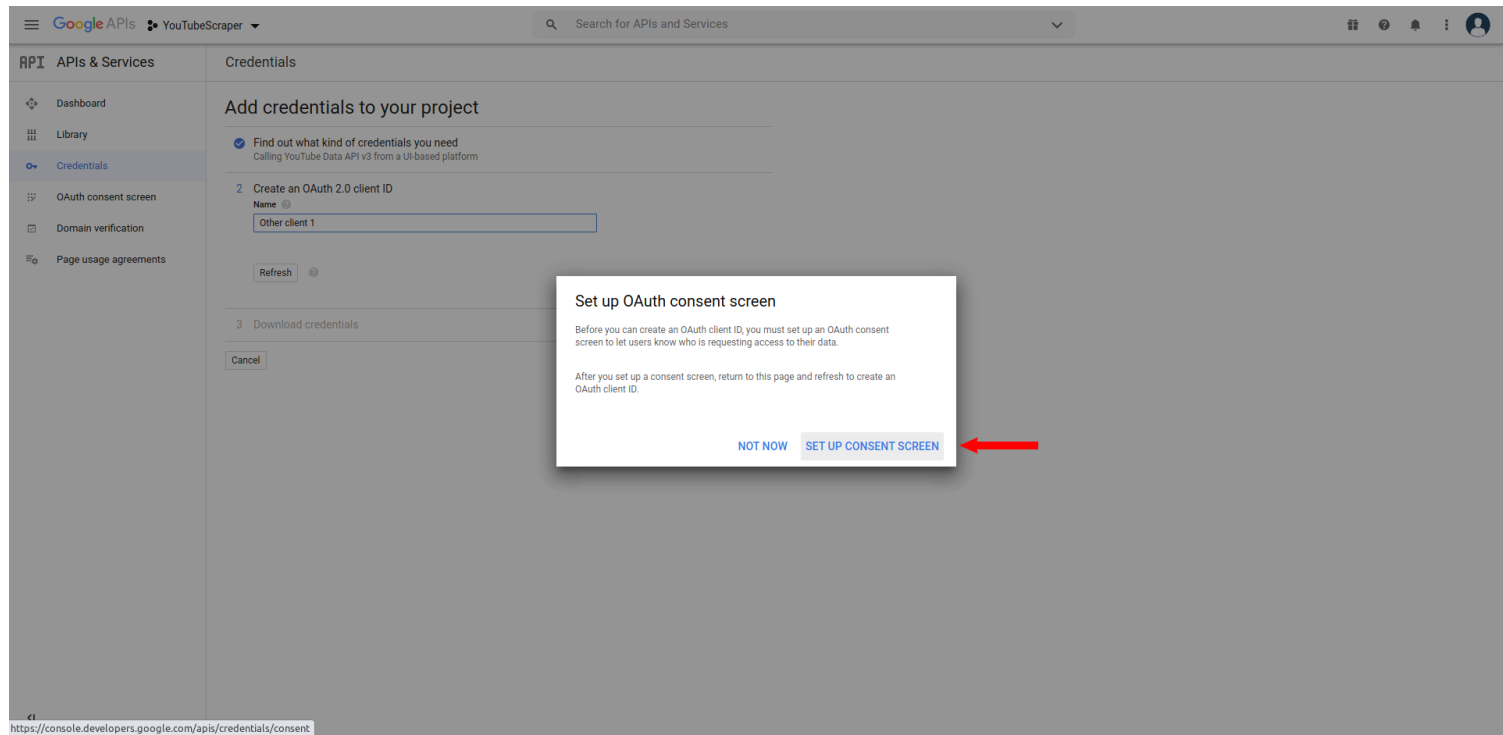 Google APIs YouTubeScraper Search for APIs and Services
API APIs & Services Credentials
Dashboard
Library
Credentials
OAuth consent screen
Domain verification
Page usage agreements
Add credentials to your project
Find out what kind of credentials you need
Calling YouTube Data API v3 from a UI-based platform
2 Create an OAuth 2.0 client ID
Name
Other client 1
Refresh
3 Download credentials
Cancel
Set up OAuth consent screen
Before you can create an OAuth client ID, you must set up an OAuth consent
screen to let users know who is requesting access to their data.
After you set up a consent screen, return to this page and refresh to create an
OAuth client ID.
NOT NOW SET UP CONSENT SCREEN
https://console.developers.google.com/apis/credentials/consent